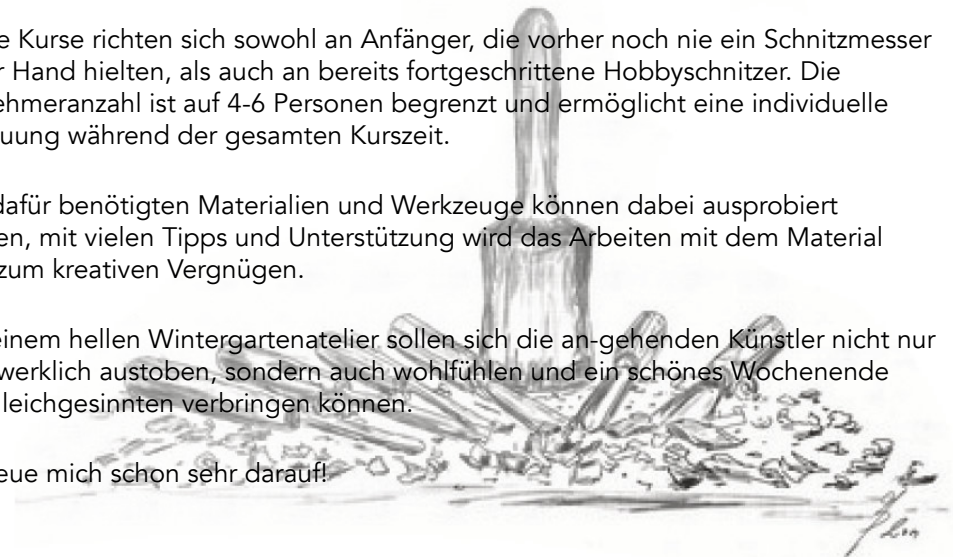 e Kurse richten sich sowohl an Anfänger, die vorher noch nie ein Schnitzmesser
r Hand hielten, als auch an bereits fortgeschrittene Hobbyschnitzer. Die
ehmeranzahl ist auf 4-6 Personen begrenzt und ermöglicht eine individuelle
uung während der gesamten Kurszeit.
dafür benötigten Materialien und Werkzeuge können dabei ausprobiert
en, mit vielen Tipps und Unterstützung wird das Arbeiten mit dem Material
zum kreativen Vergnügen.
einem hellen Wintergartenatelier sollen sich die an-gehenden Künstler nicht nur
werklich austoben, sondern auch wohlfühlen und ein schönes Wochenende
leichgesinnten verbringen können.
eue mich schon sehr darauf!